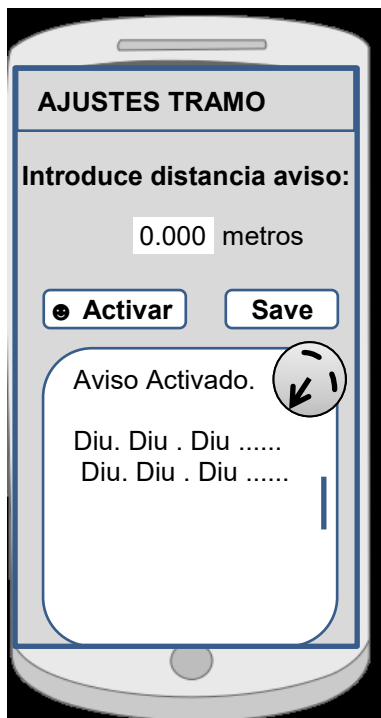 AJUSTES TRAMO
Introduce distancia aviso:
0.000 metros
☻ Activar Save
Aviso Activado.
Diu. Diu . Diu ......
Diu. Diu . Diu ......